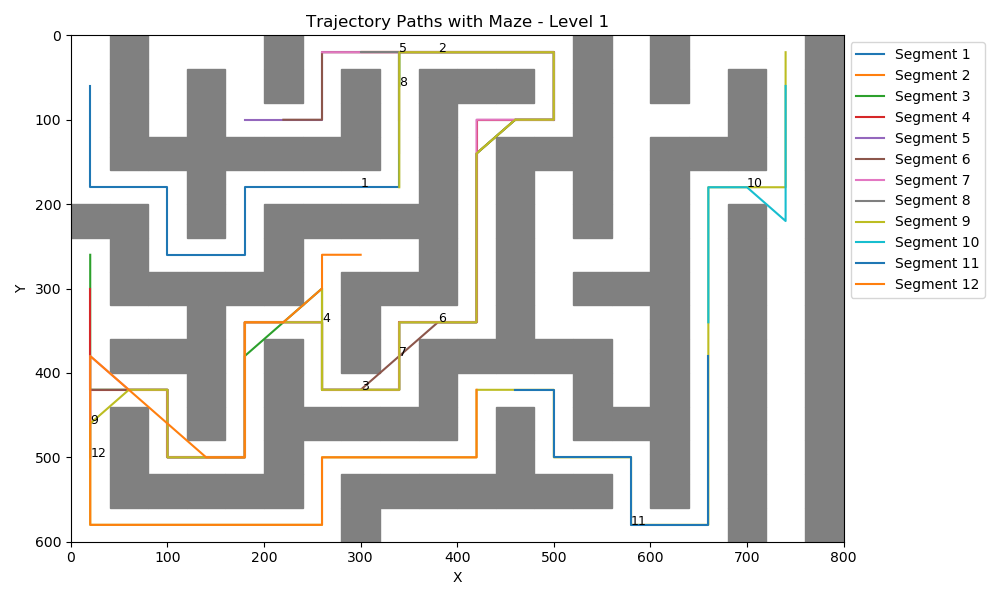 Trajectory Paths with Maze - Level 1
0
100
200
300
400
500
600
Y
0 100 200 300 400 500 600 700 800
X
5 2
8
1
10
4 6
7
3
9
12
11
Segment 1
Segment 2
Segment 3
Segment 4
Segment 5
Segment 6
Segment 7
Segment 8
Segment 9
Segment 10
Segment 11
Segment 12